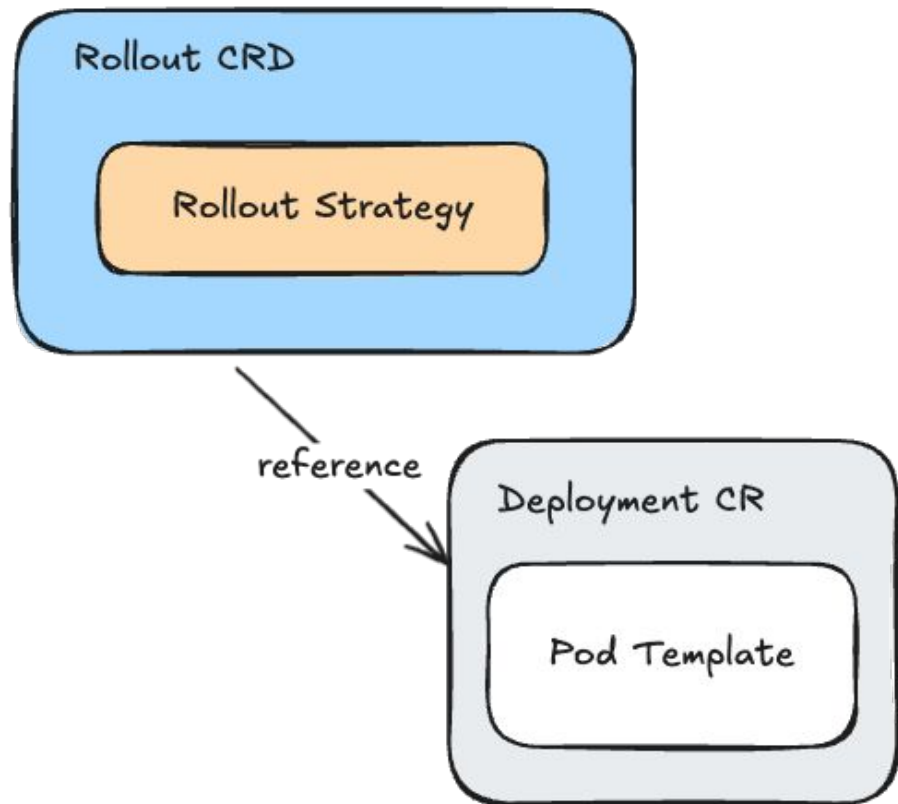 Rollout CRD
Rollout Strategy
reference
Deployment CR
Pod Template